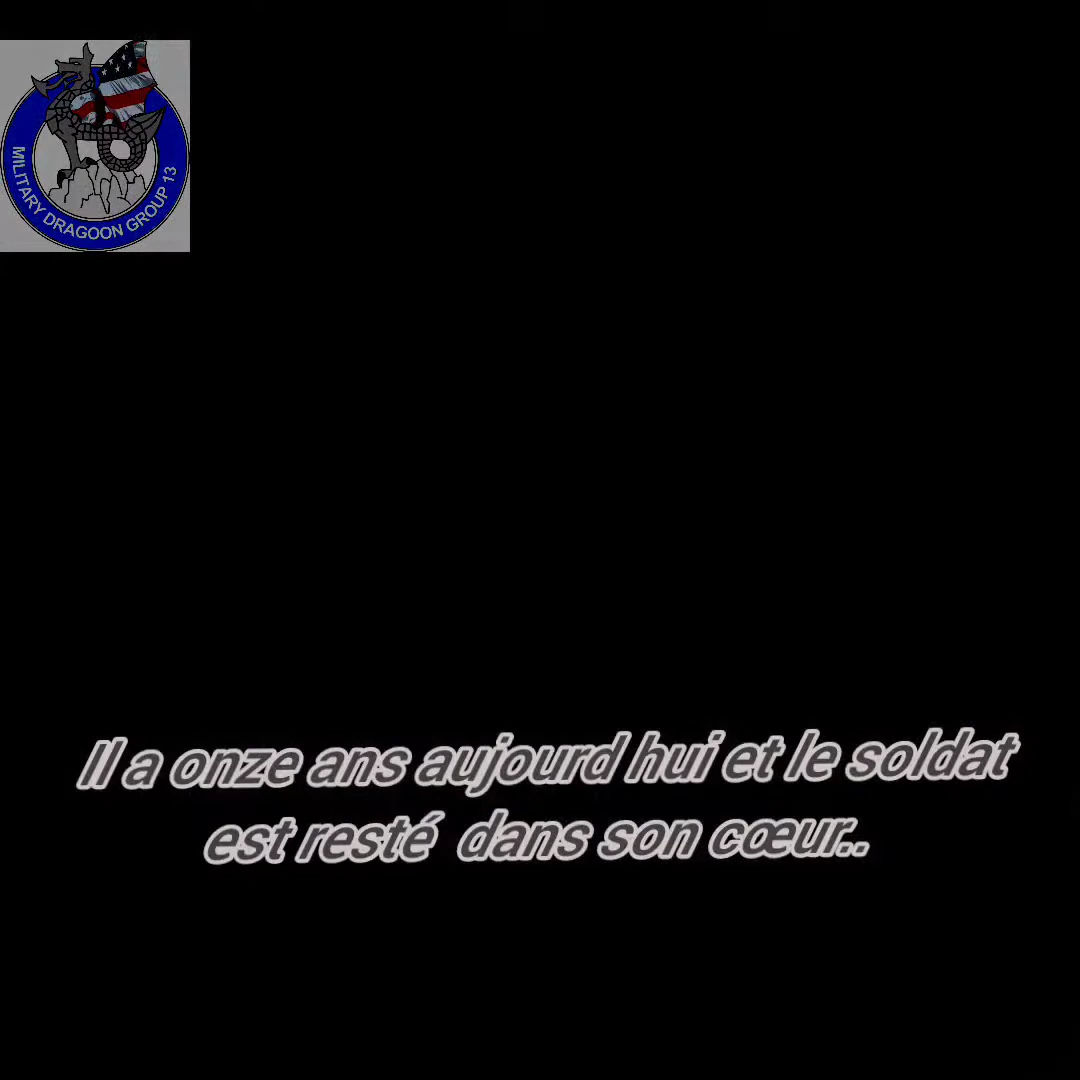 MILITARY DRAGOON GROUP 13
Il a onze ans aujourd hui et le soldat
est resté dans son cœur..